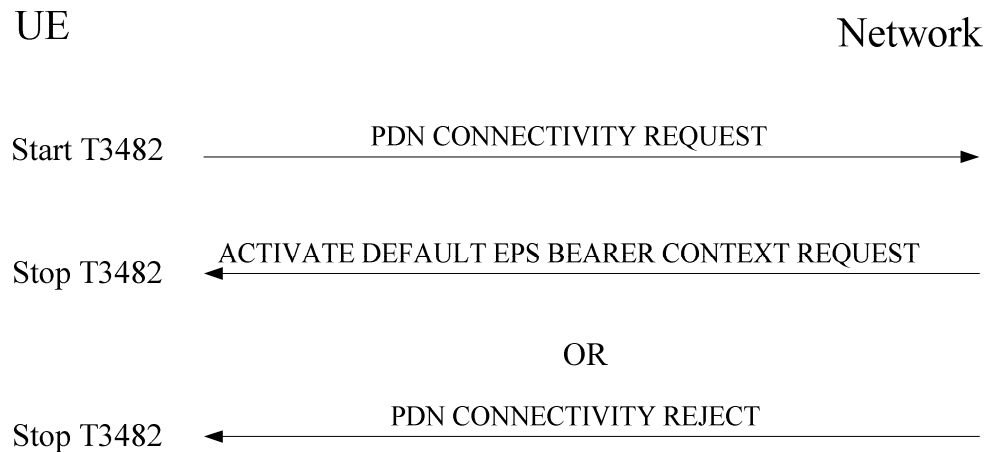 UE
Network
Start T3482
PDN CONNECTIVITY REQUEST
Stop T3482
ACTIVATE DEFAULT EPS BEARER CONTEXT REQUEST
OR
Stop T3482
PDN CONNECTIVITY REJECT